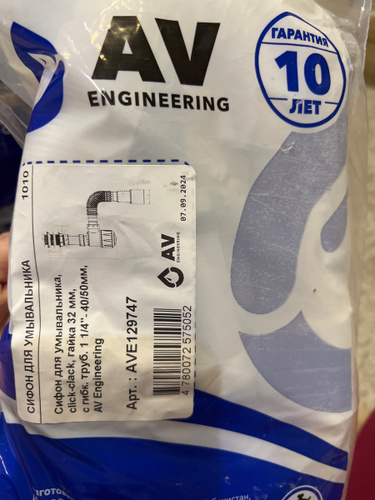 AV
ENGINEERING
ГАРАНТИЯ
10
ЛЕТ
СИФОН ДЛЯ УМЫВАЛЬНИКА
1010
07.09.2024
AV
ENGINEERING
Сифон для умывальника,
click-clack, гайка 32 мм,
с гибк. труб. 1 1/4" - 40/50мм,
AV Engineering
Арт.: AVE129747
4 780072 575052